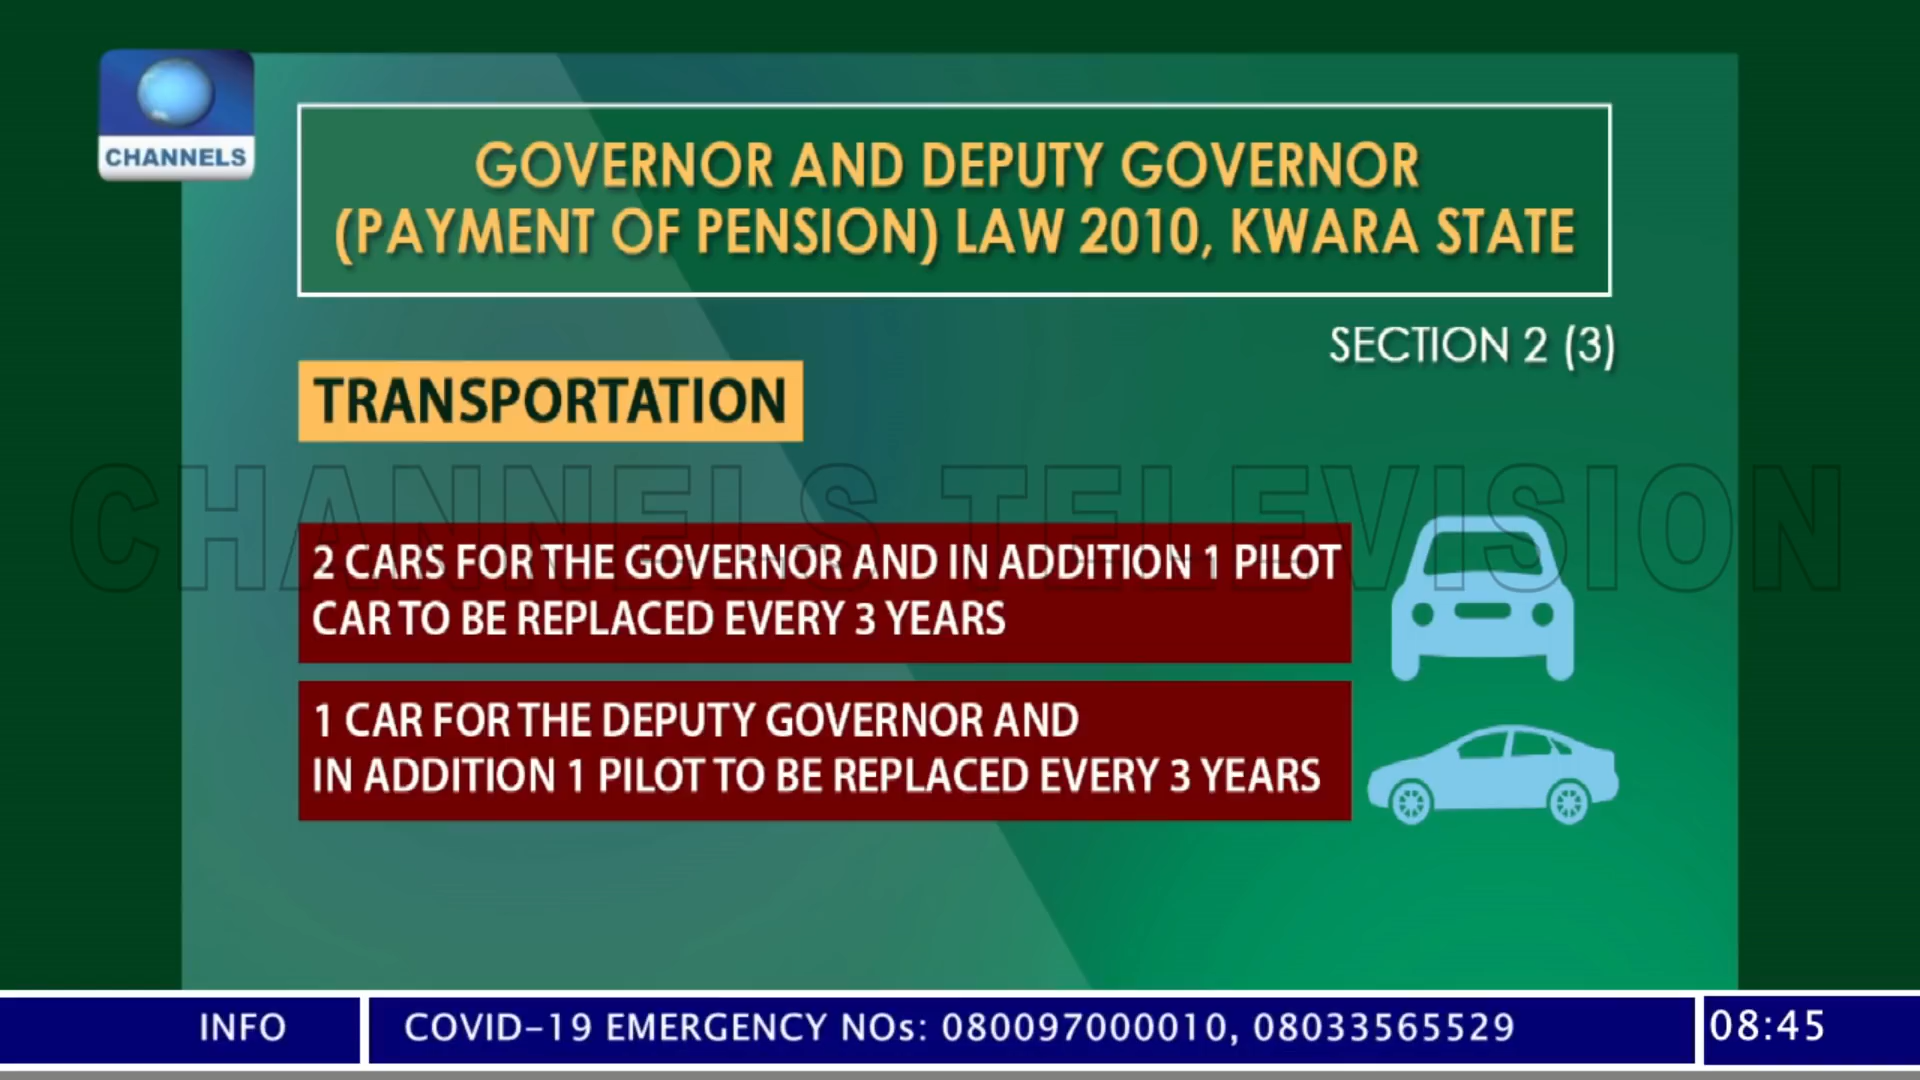 CHANNELS
GOVERNOR AND DEPUTY GOVERNOR
(PAYMENT OF PENSION) LAW 2010, KWARA STATE
SECTION 2 (3)
TRANSPORTATION
CHANNELS TELEVISION
2 CARS FOR THE GOVERNOR AND IN ADDITION 1 PILOT
CAR TO BE REPLACED EVERY 3 YEARS
1 CAR FOR THE DEPUTY GOVERNOR AND
IN ADDITION 1 PILOT TO BE REPLACED EVERY 3 YEARS
INFO
COVID-19 EMERGENCY NOs: 080097000010, 08033565529
08:45